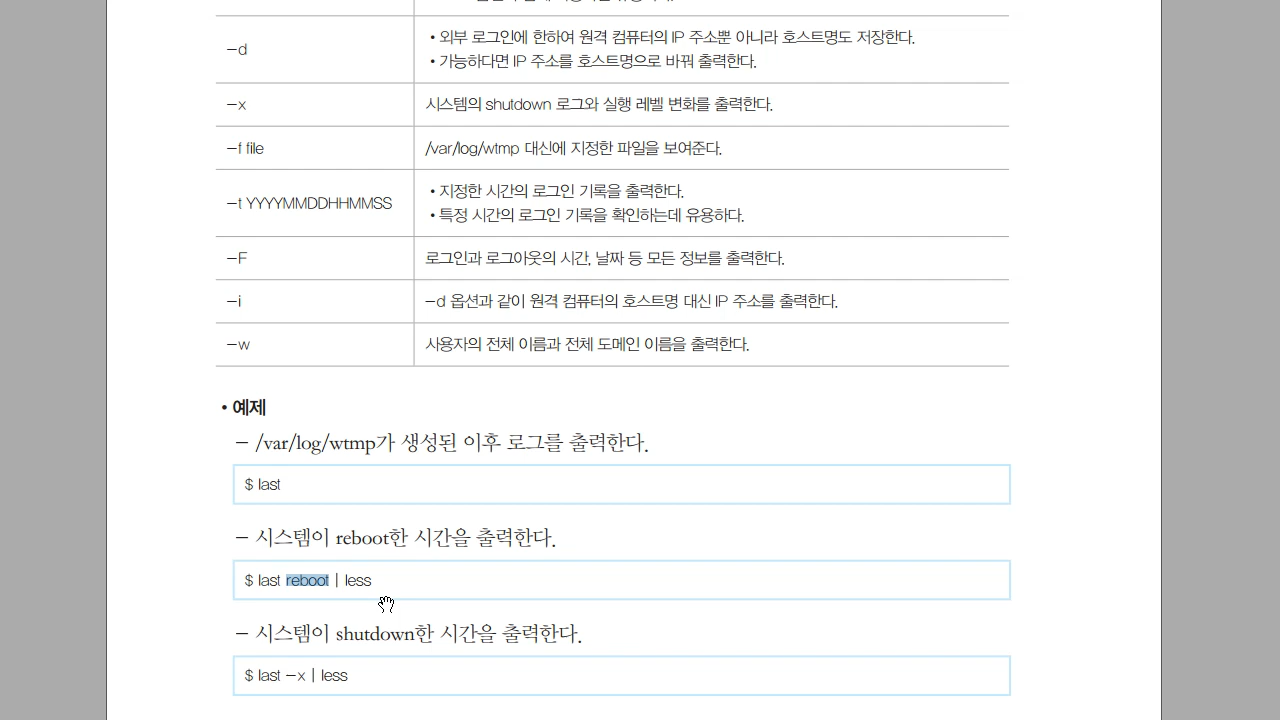 -d
• 외부 로그인에 한하여 원격 컴퓨터의 IP 주소뿐 아니라 호스트명도 저장한다.
• 가능하다면 IP 주소를 호스트명으로 바꿔 출력한다.
-x
시스템의 shutdown 로그와 실행 레벨 변화를 출력한다.
-f file
/var/log/wtmp 대신에 지정한 파일을 보여준다.
-t YYYYMMDDHHMMSS
• 지정한 시간의 로그인 기록을 출력한다.
• 특정 시간의 로그인 기록을 확인하는데 유용하다.
-F
로그인과 로그아웃의 시간, 날짜 등 모든 정보를 출력한다.
-i
-d 옵션과 같이 원격 컴퓨터의 호스트명 대신 IP 주소를 출력한다.
-w
사용자의 전체 이름과 전체 도메인 이름을 출력한다.
• 예제
- /var/log/wtmp가 생성된 이후 로그를 출력한다.
$ last
- 시스템이 reboot한 시간을 출력한다.
$ last reboot | less
- 시스템이 shutdown한 시간을 출력한다.
$ last -x | less